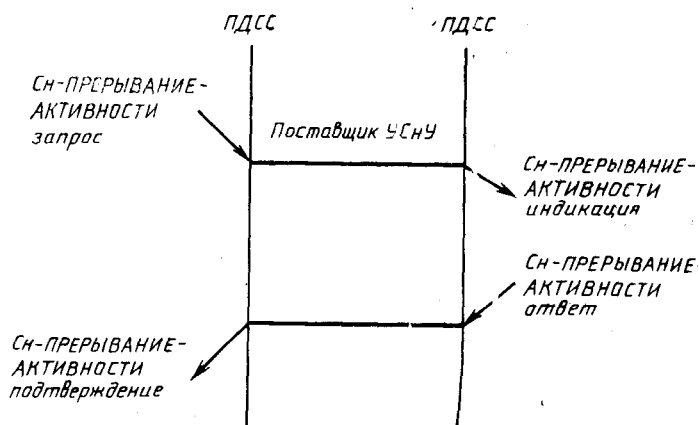 ПДСС
ПДСС
Сн-ПРЕРЫВАНИЕ-
АКТИВНОСТИ
запрос
Поставщик УСнУ
Сн-ПРЕРЫВАНИЕ-
АКТИВНОСТИ
индикация
Сн-ПРЕРЫВАНИЕ-
АКТИВНОСТИ
ответ
Сн-ПРЕРЫВАНИЕ-
АКТИВНОСТИ
подтверждение